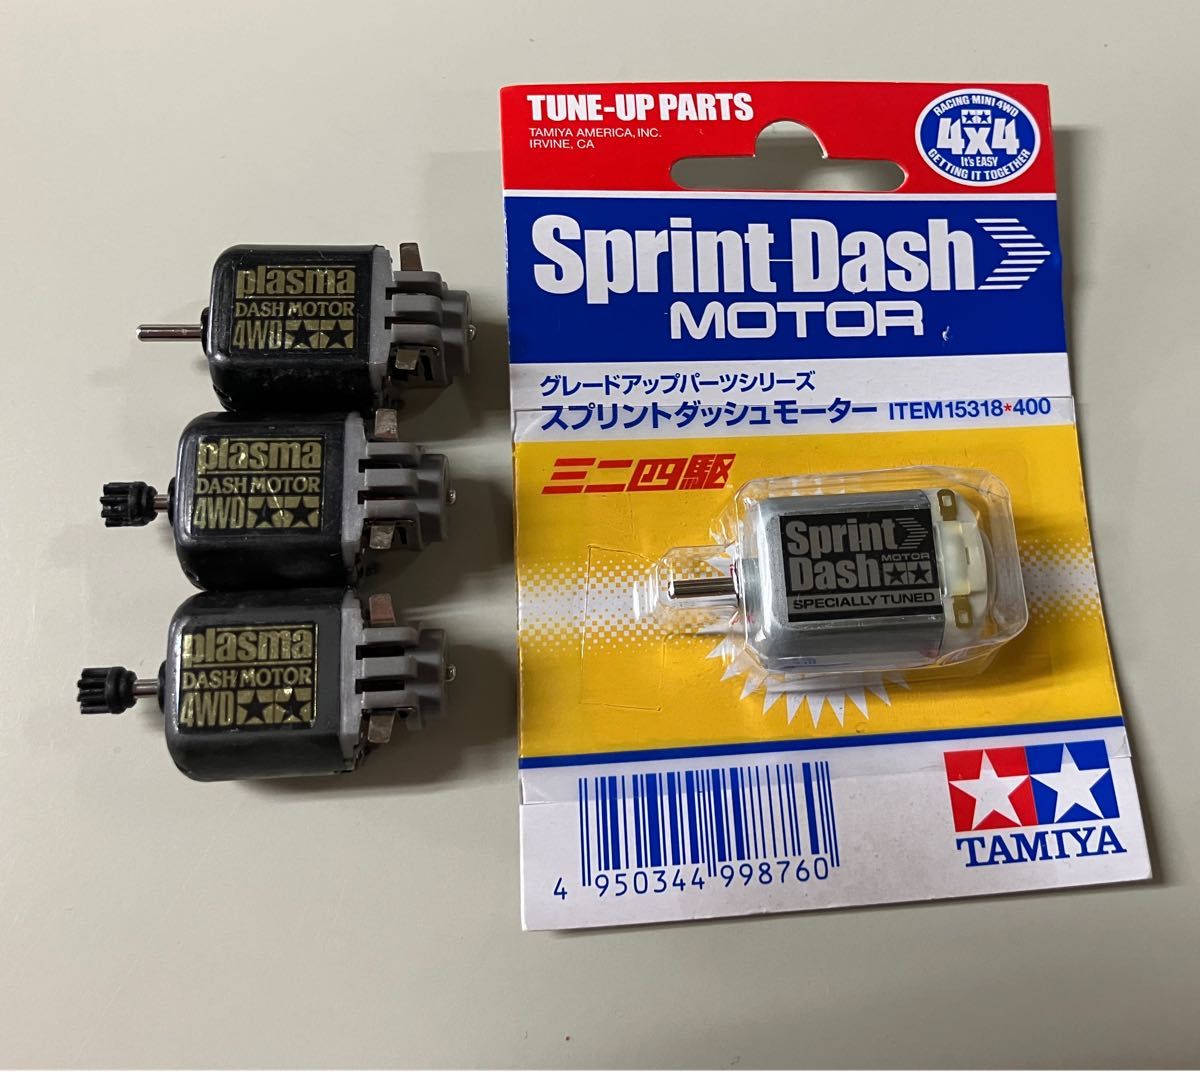 TUNE-UP PARTS
TAMIYA AMERICA, INC.
IRVINE, CA
RACING MINI 4WD
4x4
It's EASY
GETTING IT TOGETHER
Sprint Dash
MOTOR
グレードアップパーツシリーズ
スプリントダッシュモーター ITEM 15318*400
ミニ四駆
Sprint
Dash MOTOR
SPECIALLY TUNED
TAMIYA
4 950344 998760
plasma
DASH MOTOR
4WD
plasma
DASH MOTOR
4WD
plasma
DASH MOTOR
4WD